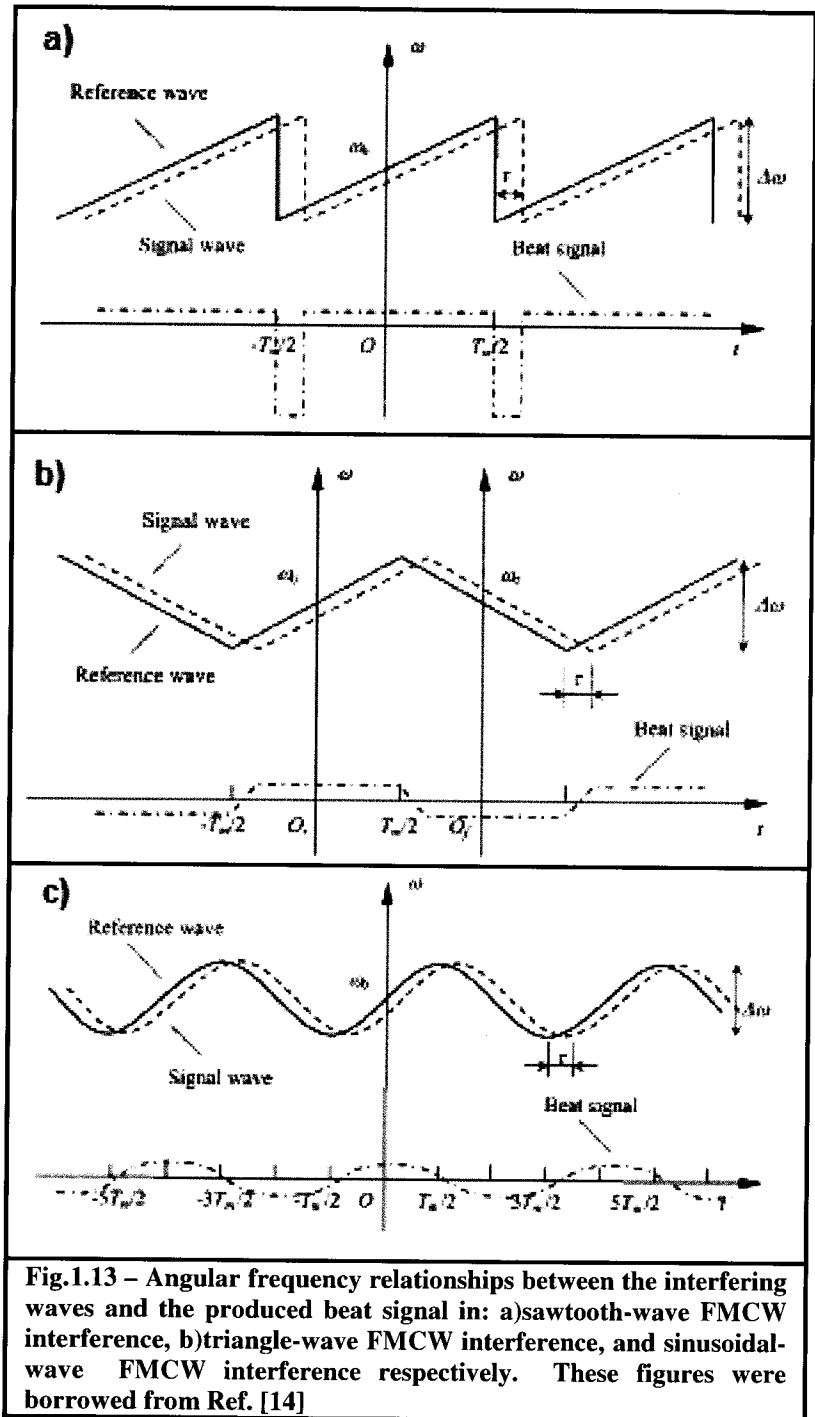 a)
ω
Reference wave
ω₀
τ
Δω
Signal wave
Beat signal
-Tₘ/2
O
Tₘ/2
t
b)
ω
ω
Signal wave
Δω
Reference wave
τ
Beat signal
-Tₘ/2
Tₘ/2
c)
ω
Reference wave
ω₀
Δω
τ
Signal wave
Beat signal
-5Tₘ/2
-3Tₘ/2
-Tₘ/2
O
Tₘ/2
3Tₘ/2
5Tₘ/2
Fig.1.13 – Angular frequency relationships between the interfering
waves and the produced beat signal in: a)sawtooth-wave FMCW
interference, b)triangle-wave FMCW interference, and sinusoidal-
wave FMCW interference respectively. These figures were
borrowed from Ref. [14]